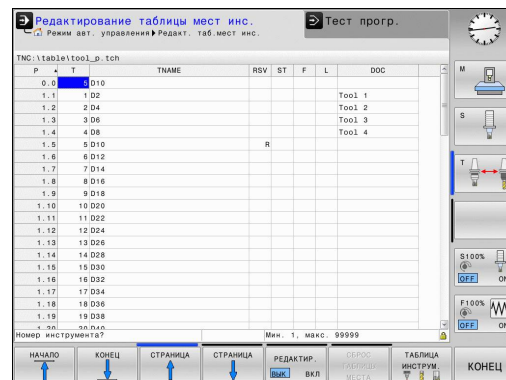 Редактирование таблицы мест инс.
Режим авт. управления Редакт. таб.мест инс.
Тест прогр.
TNC:\table\tool_p.tch
P T TNAME RSV ST F L DOC
0.0 5 D10
1.1 1 D2 Tool 1
1.2 2 D4 Tool 2
1.3 3 D6 Tool 3
1.4 4 D8 Tool 4
1.5 5 D10 R
1.6 6 D12
1.7 7 D14
1.8 8 D16
1.9 9 D18
1.10 10 D20
1.11 11 D22
1.12 12 D24
1.13 13 D26
1.14 14 D28
1.15 15 D30
1.16 16 D32
1.17 17 D34
1.18 18 D36
1.19 19 D38
1.20 20 D40
Номер инструмента? Мин. 1, макс. 99999
M
S
T
S100%
OFF ON
F100%
OFF ON
НАЧАЛО
КОНЕЦ
СТРАНИЦА
СТРАНИЦА
РЕДАКТИР.
ВЫК ВКЛ
СБРОС
ТАБЛИЦЫ
МЕСТА
ТАБЛИЦА
ИНСТРУМ.
КОНЕЦ